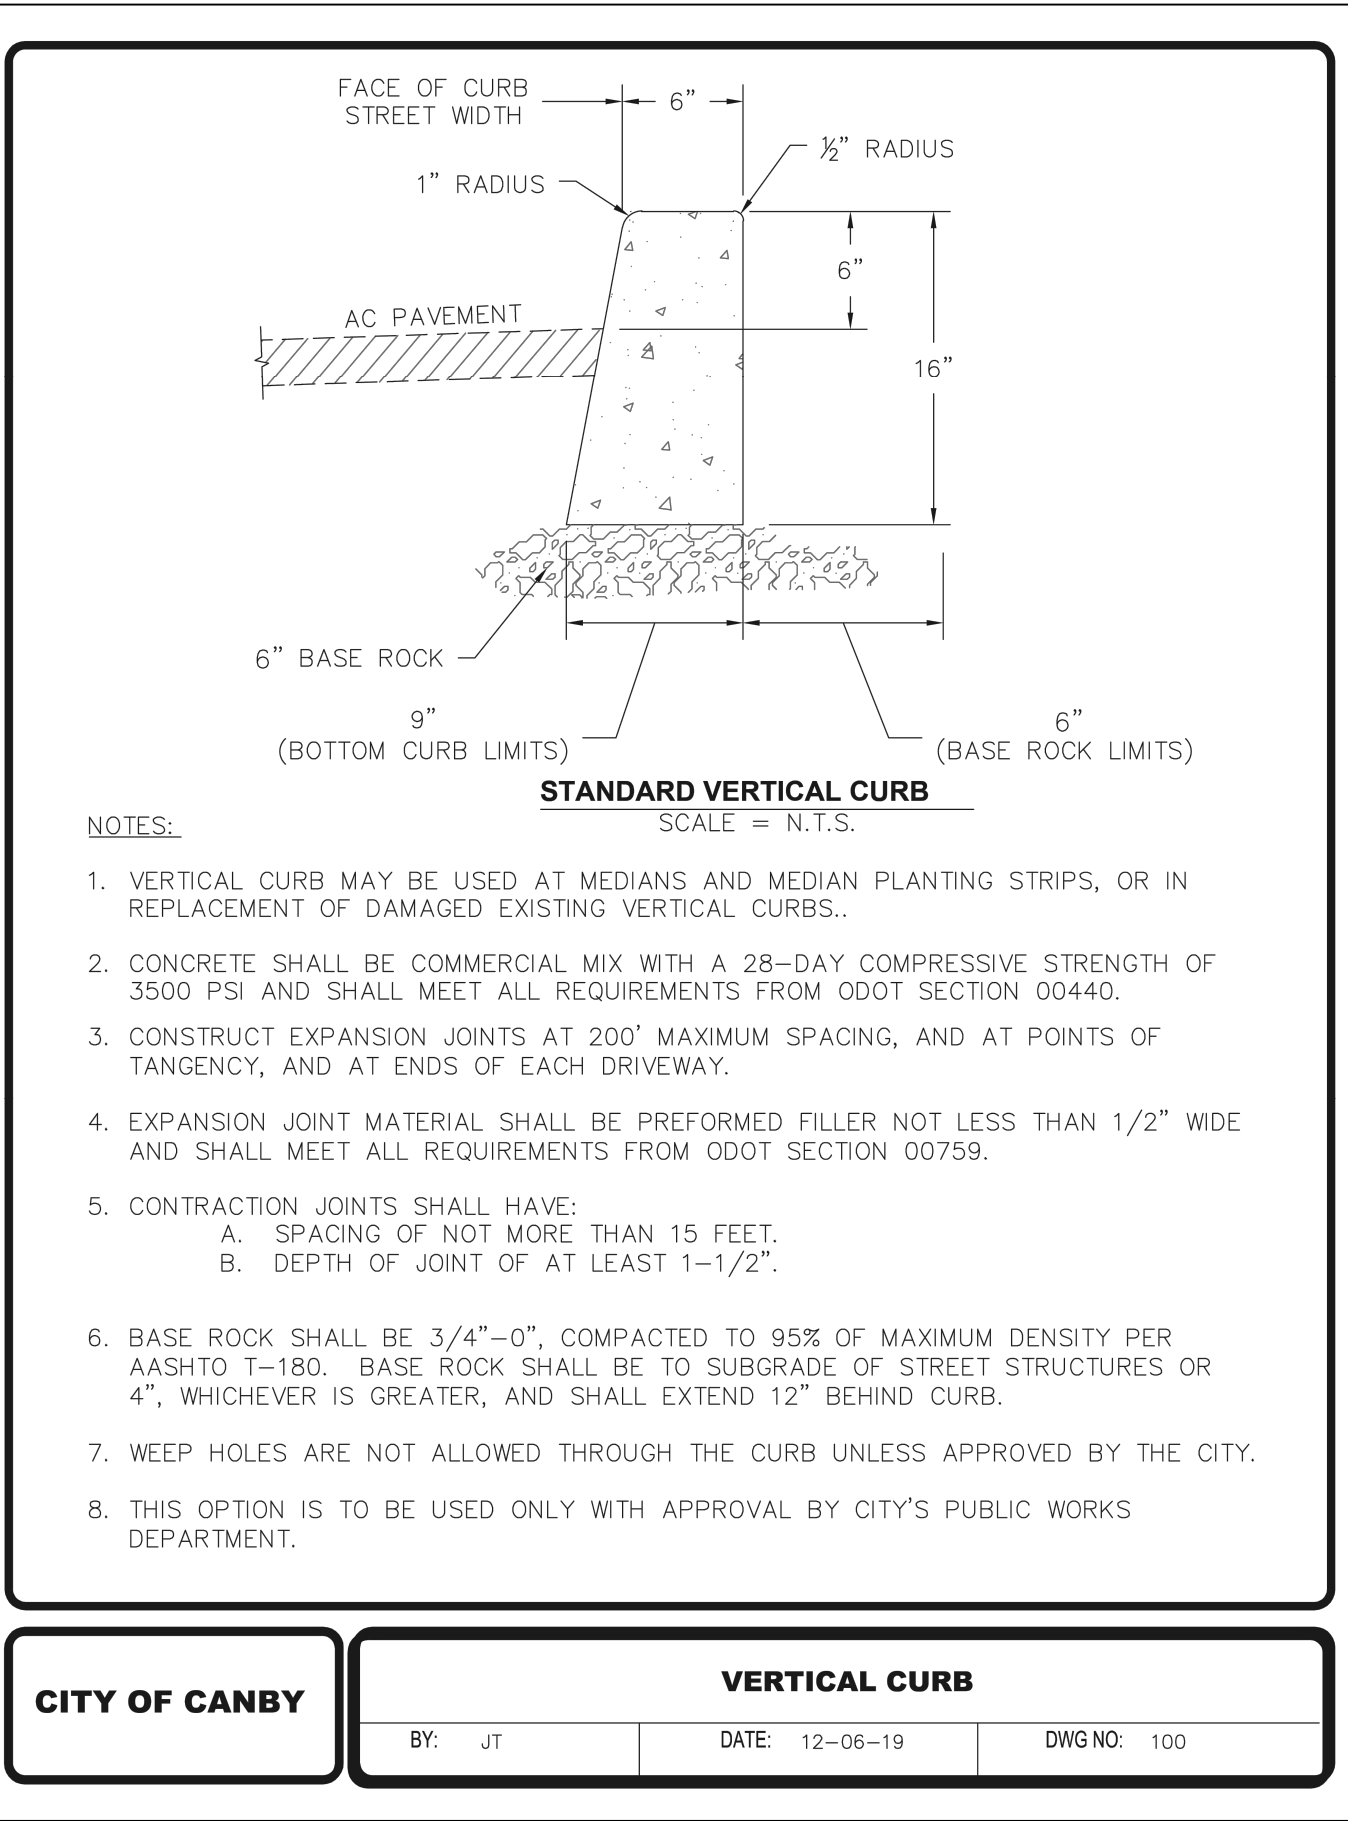 FACE OF CURB
STREET WIDTH
6”
½” RADIUS
1” RADIUS
6”
AC PAVEMENT
16”
6” BASE ROCK
9”
(BOTTOM CURB LIMITS)
6”
(BASE ROCK LIMITS)
STANDARD VERTICAL CURB
SCALE = N.T.S.
NOTES:
1. VERTICAL CURB MAY BE USED AT MEDIANS AND MEDIAN PLANTING STRIPS, OR IN
REPLACEMENT OF DAMAGED EXISTING VERTICAL CURBS..
2. CONCRETE SHALL BE COMMERCIAL MIX WITH A 28–DAY COMPRESSIVE STRENGTH OF
3500 PSI AND SHALL MEET ALL REQUIREMENTS FROM ODOT SECTION 00440.
3. CONSTRUCT EXPANSION JOINTS AT 200’ MAXIMUM SPACING, AND AT POINTS OF
TANGENCY, AND AT ENDS OF EACH DRIVEWAY.
4. EXPANSION JOINT MATERIAL SHALL BE PREFORMED FILLER NOT LESS THAN 1/2” WIDE
AND SHALL MEET ALL REQUIREMENTS FROM ODOT SECTION 00759.
5. CONTRACTION JOINTS SHALL HAVE:
A. SPACING OF NOT MORE THAN 15 FEET.
B. DEPTH OF JOINT OF AT LEAST 1–1/2”.
6. BASE ROCK SHALL BE 3/4”–0”, COMPACTED TO 95% OF MAXIMUM DENSITY PER
AASHTO T–180. BASE ROCK SHALL BE TO SUBGRADE OF STREET STRUCTURES OR
4”, WHICHEVER IS GREATER, AND SHALL EXTEND 12” BEHIND CURB.
7. WEEP HOLES ARE NOT ALLOWED THROUGH THE CURB UNLESS APPROVED BY THE CITY.
8. THIS OPTION IS TO BE USED ONLY WITH APPROVAL BY CITY’S PUBLIC WORKS
DEPARTMENT.
CITY OF CANBY
VERTICAL CURB
BY: JT
DATE: 12–06–19
DWG NO: 100